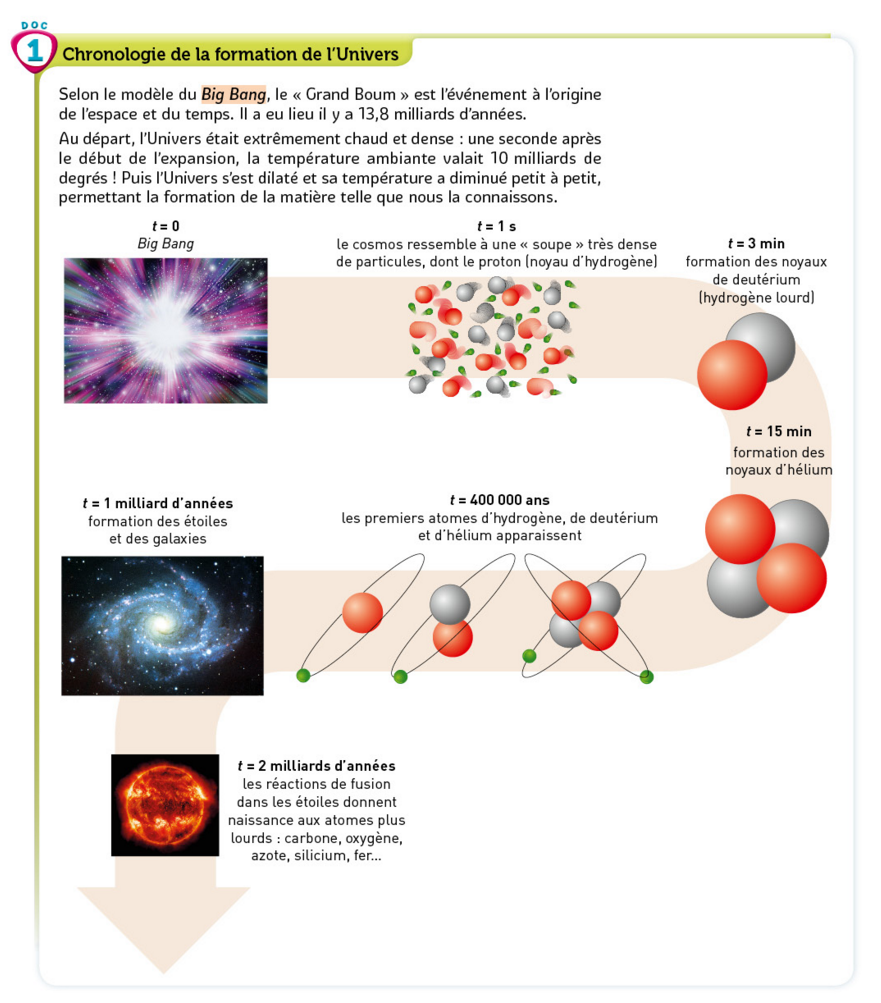 DOC
1
Chronologie de la formation de l'Univers
Selon le modèle du Big Bang, le « Grand Boum » est l'événement à l'origine
de l'espace et du temps. Il a eu lieu il y a 13,8 milliards d'années.
Au départ, l'Univers était extrêmement chaud et dense : une seconde après
le début de l'expansion, la température ambiante valait 10 milliards de
degrés ! Puis l'Univers s'est dilaté et sa température a diminué petit à petit,
permettant la formation de la matière telle que nous la connaissons.
t = 0
Big Bang
t = 1 s
le cosmos ressemble à une « soupe » très dense
de particules, dont le proton (noyau d'hydrogène)
t = 3 min
formation des noyaux
de deutérium
(hydrogène lourd)
t = 15 min
formation des
noyaux d'hélium
t = 400 000 ans
les premiers atomes d'hydrogène, de deutérium
et d'hélium apparaissent
t = 1 milliard d'années
formation des étoiles
et des galaxies
t = 2 milliards d'années
les réactions de fusion
dans les étoiles donnent
naissance aux atomes plus
lourds : carbone, oxygène,
azote, silicium, fer...